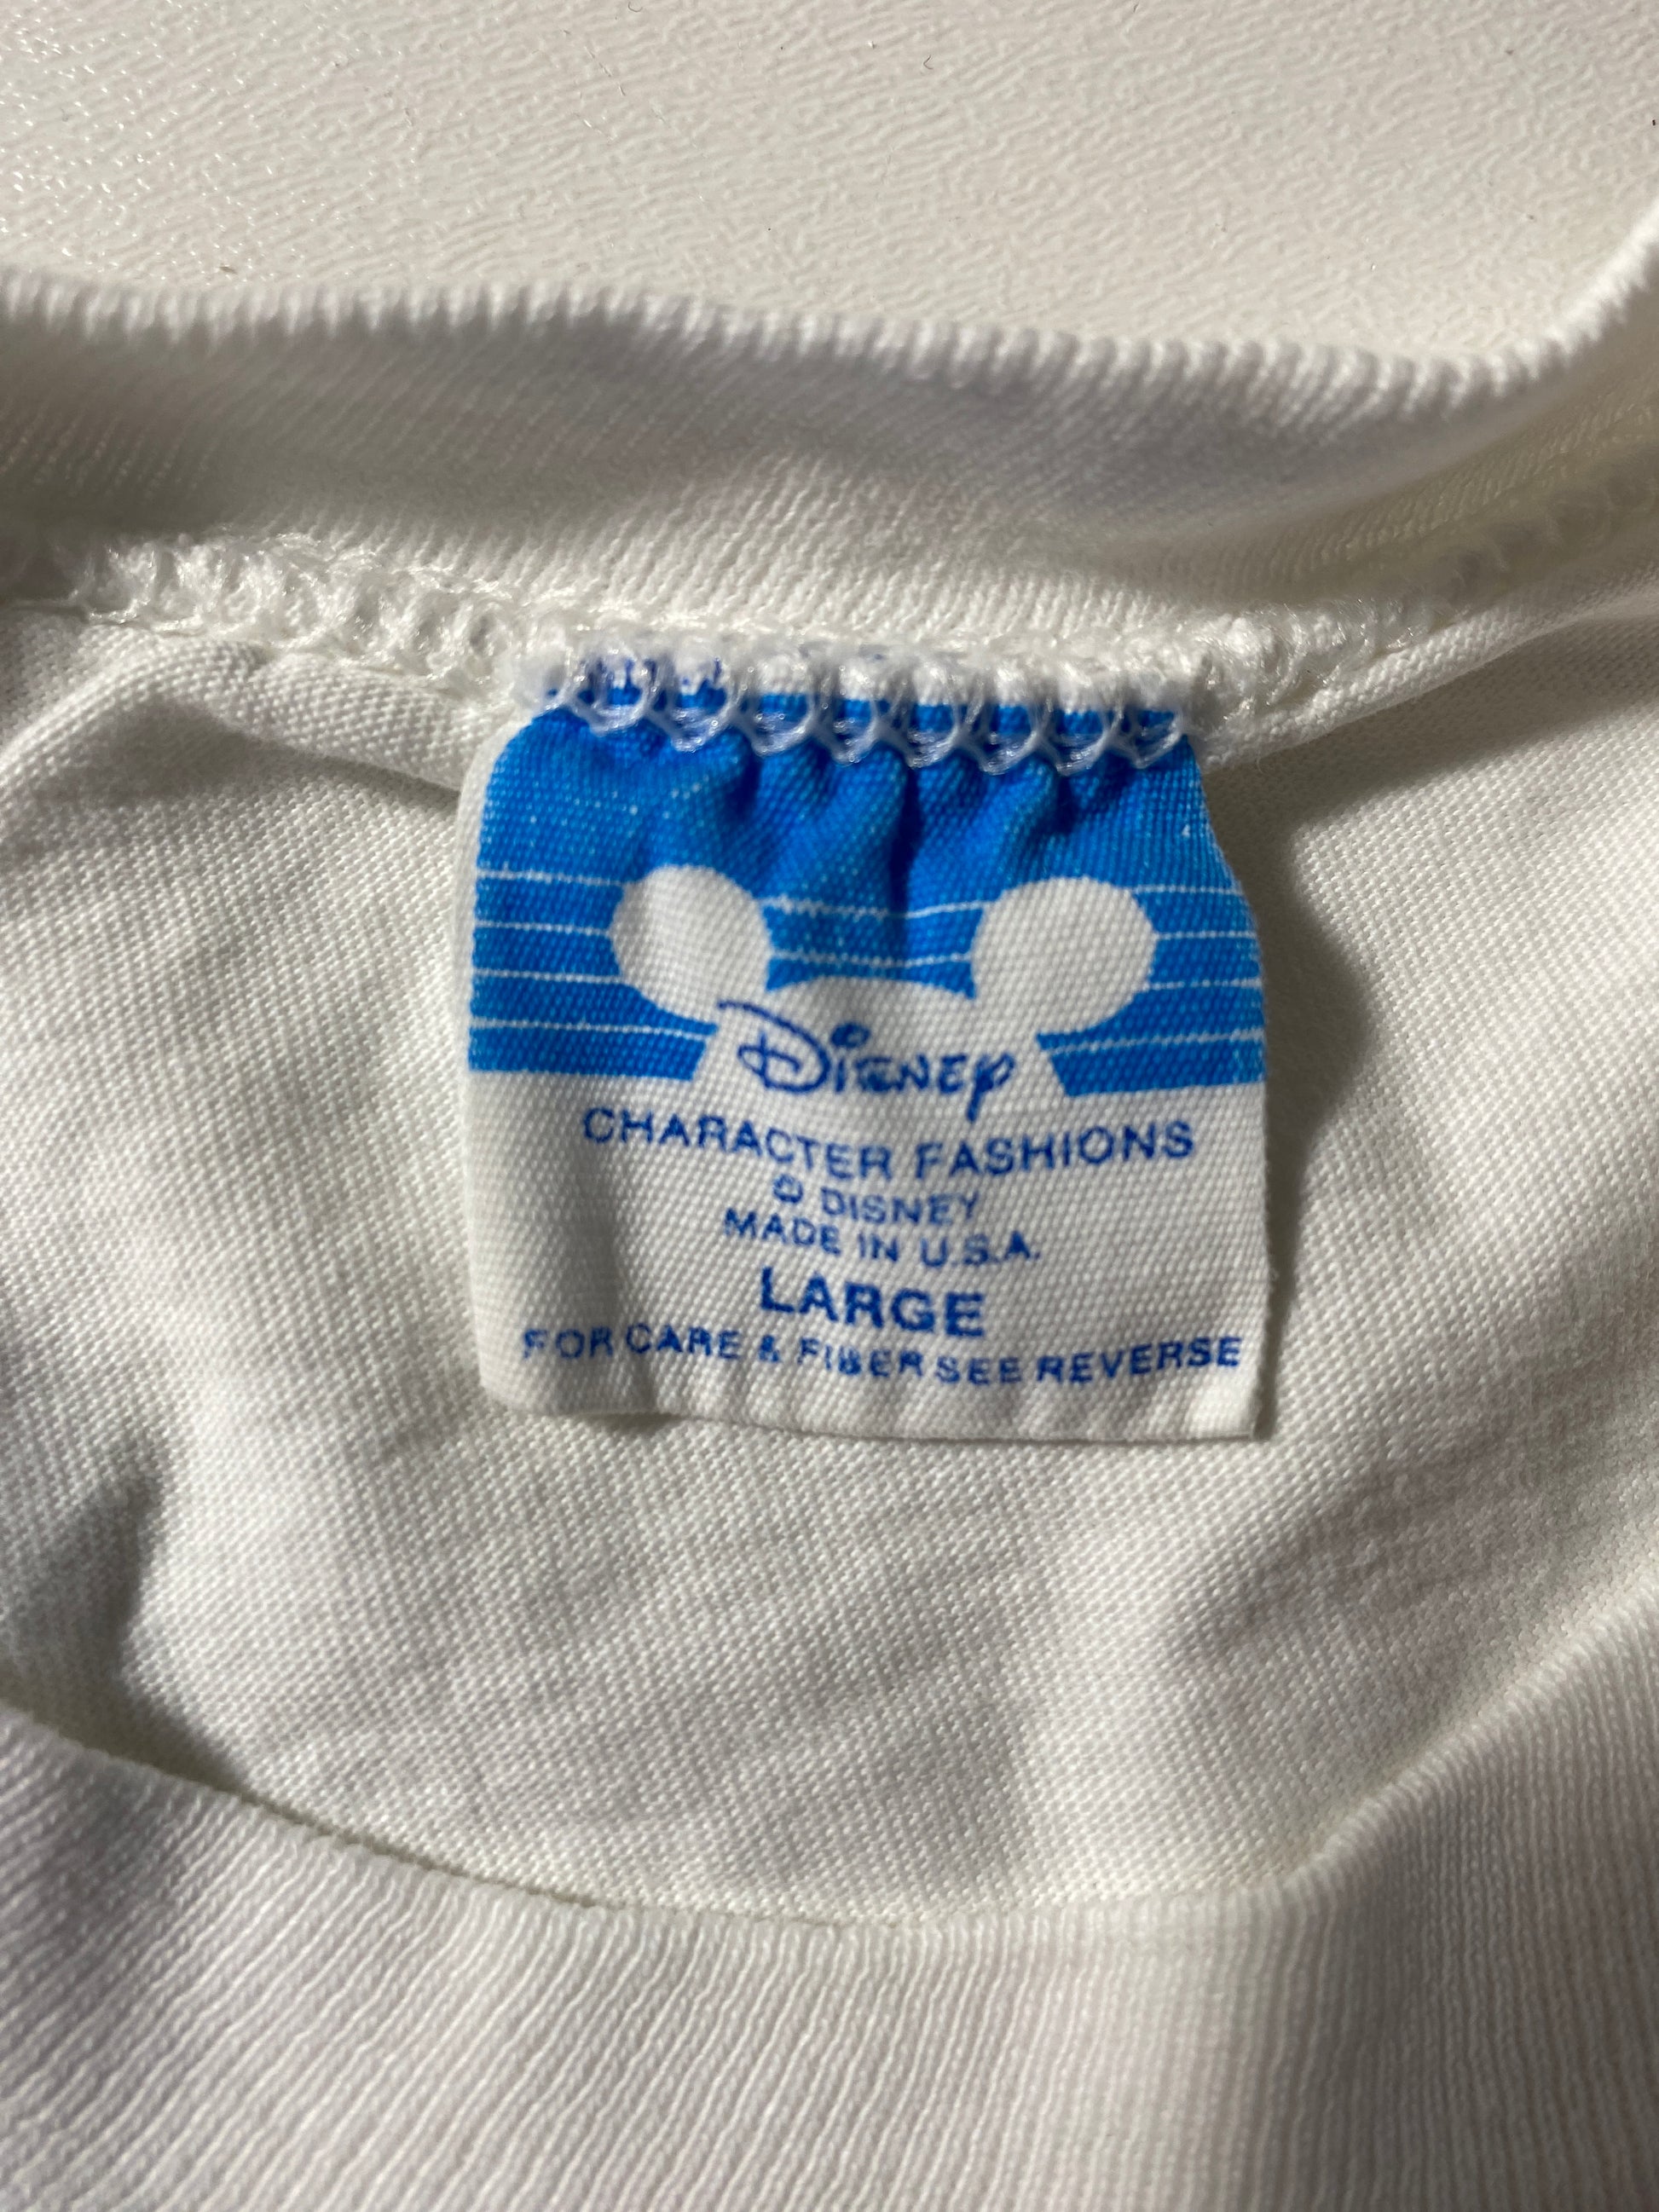 Disney
CHARACTER FASHIONS
© DISNEY
MADE IN U.S.A.
LARGE
FOR CARE & FIBER SEE REVERSE